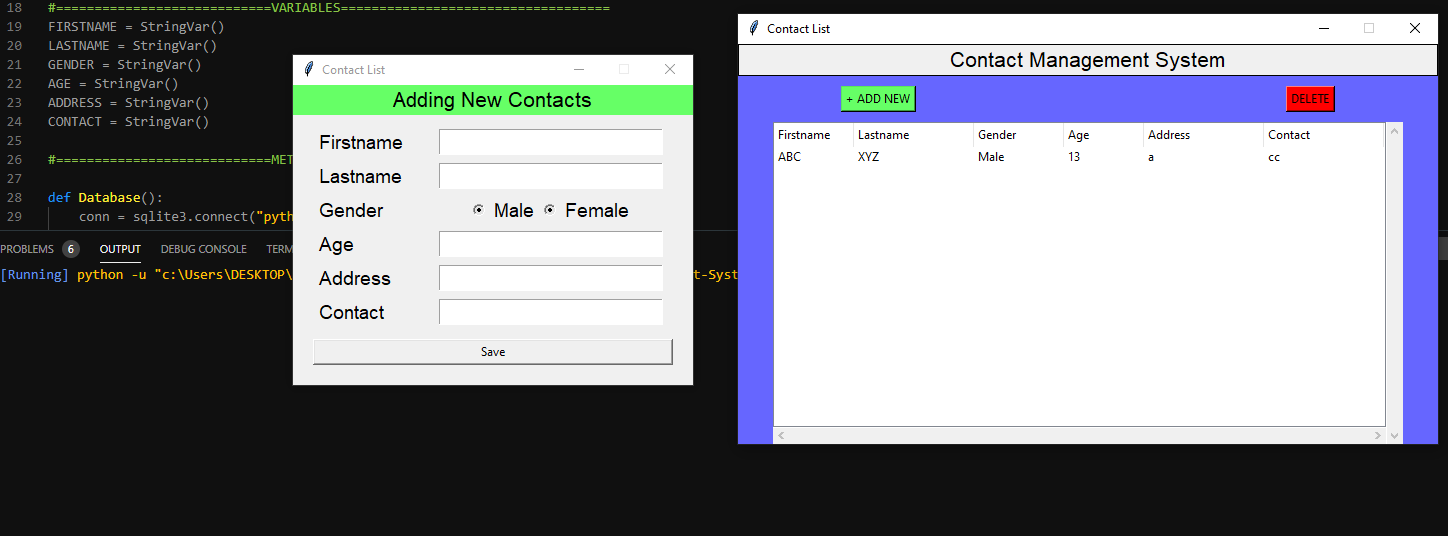 18 #============================VARIABLES===================================
19 FIRSTNAME = StringVar()
20 LASTNAME = StringVar()
21 GENDER = StringVar()
22 AGE = StringVar()
23 ADDRESS = StringVar()
24 CONTACT = StringVar()
25
26 #============================MET
27
28 def Database():
29 conn = sqlite3.connect("pyth
PROBLEMS 6 OUTPUT DEBUG CONSOLE TERM
[Running] python -u "c:\Users\DESKTOP\
t-Syst
Contact List
Adding New Contacts
Firstname
Lastname
Gender Male Female
Age
Address
Contact
Save
Contact List
Contact Management System
+ ADD NEW DELETE
Firstname Lastname Gender Age Address Contact
ABC XYZ Male 13 a cc